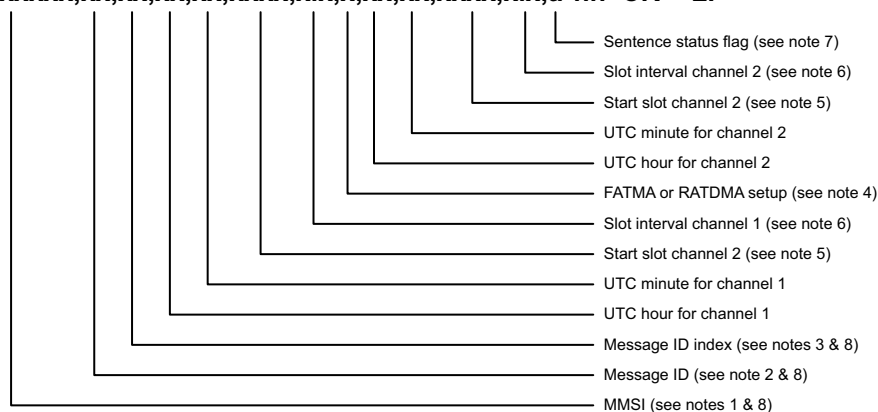 Sentence status flag (see note 7)
Slot interval channel 2 (see note 6)
Start slot channel 2 (see note 5)
UTC minute for channel 2
UTC hour for channel 2
FATMA or RATDMA setup (see note 4)
Slot interval channel 1 (see note 6)
Start slot channel 2 (see note 5)
UTC minute for channel 1
UTC hour for channel 1
Message ID index (see notes 3 & 8)
Message ID (see note 2 & 8)
MMSI (see notes 1 & 8)